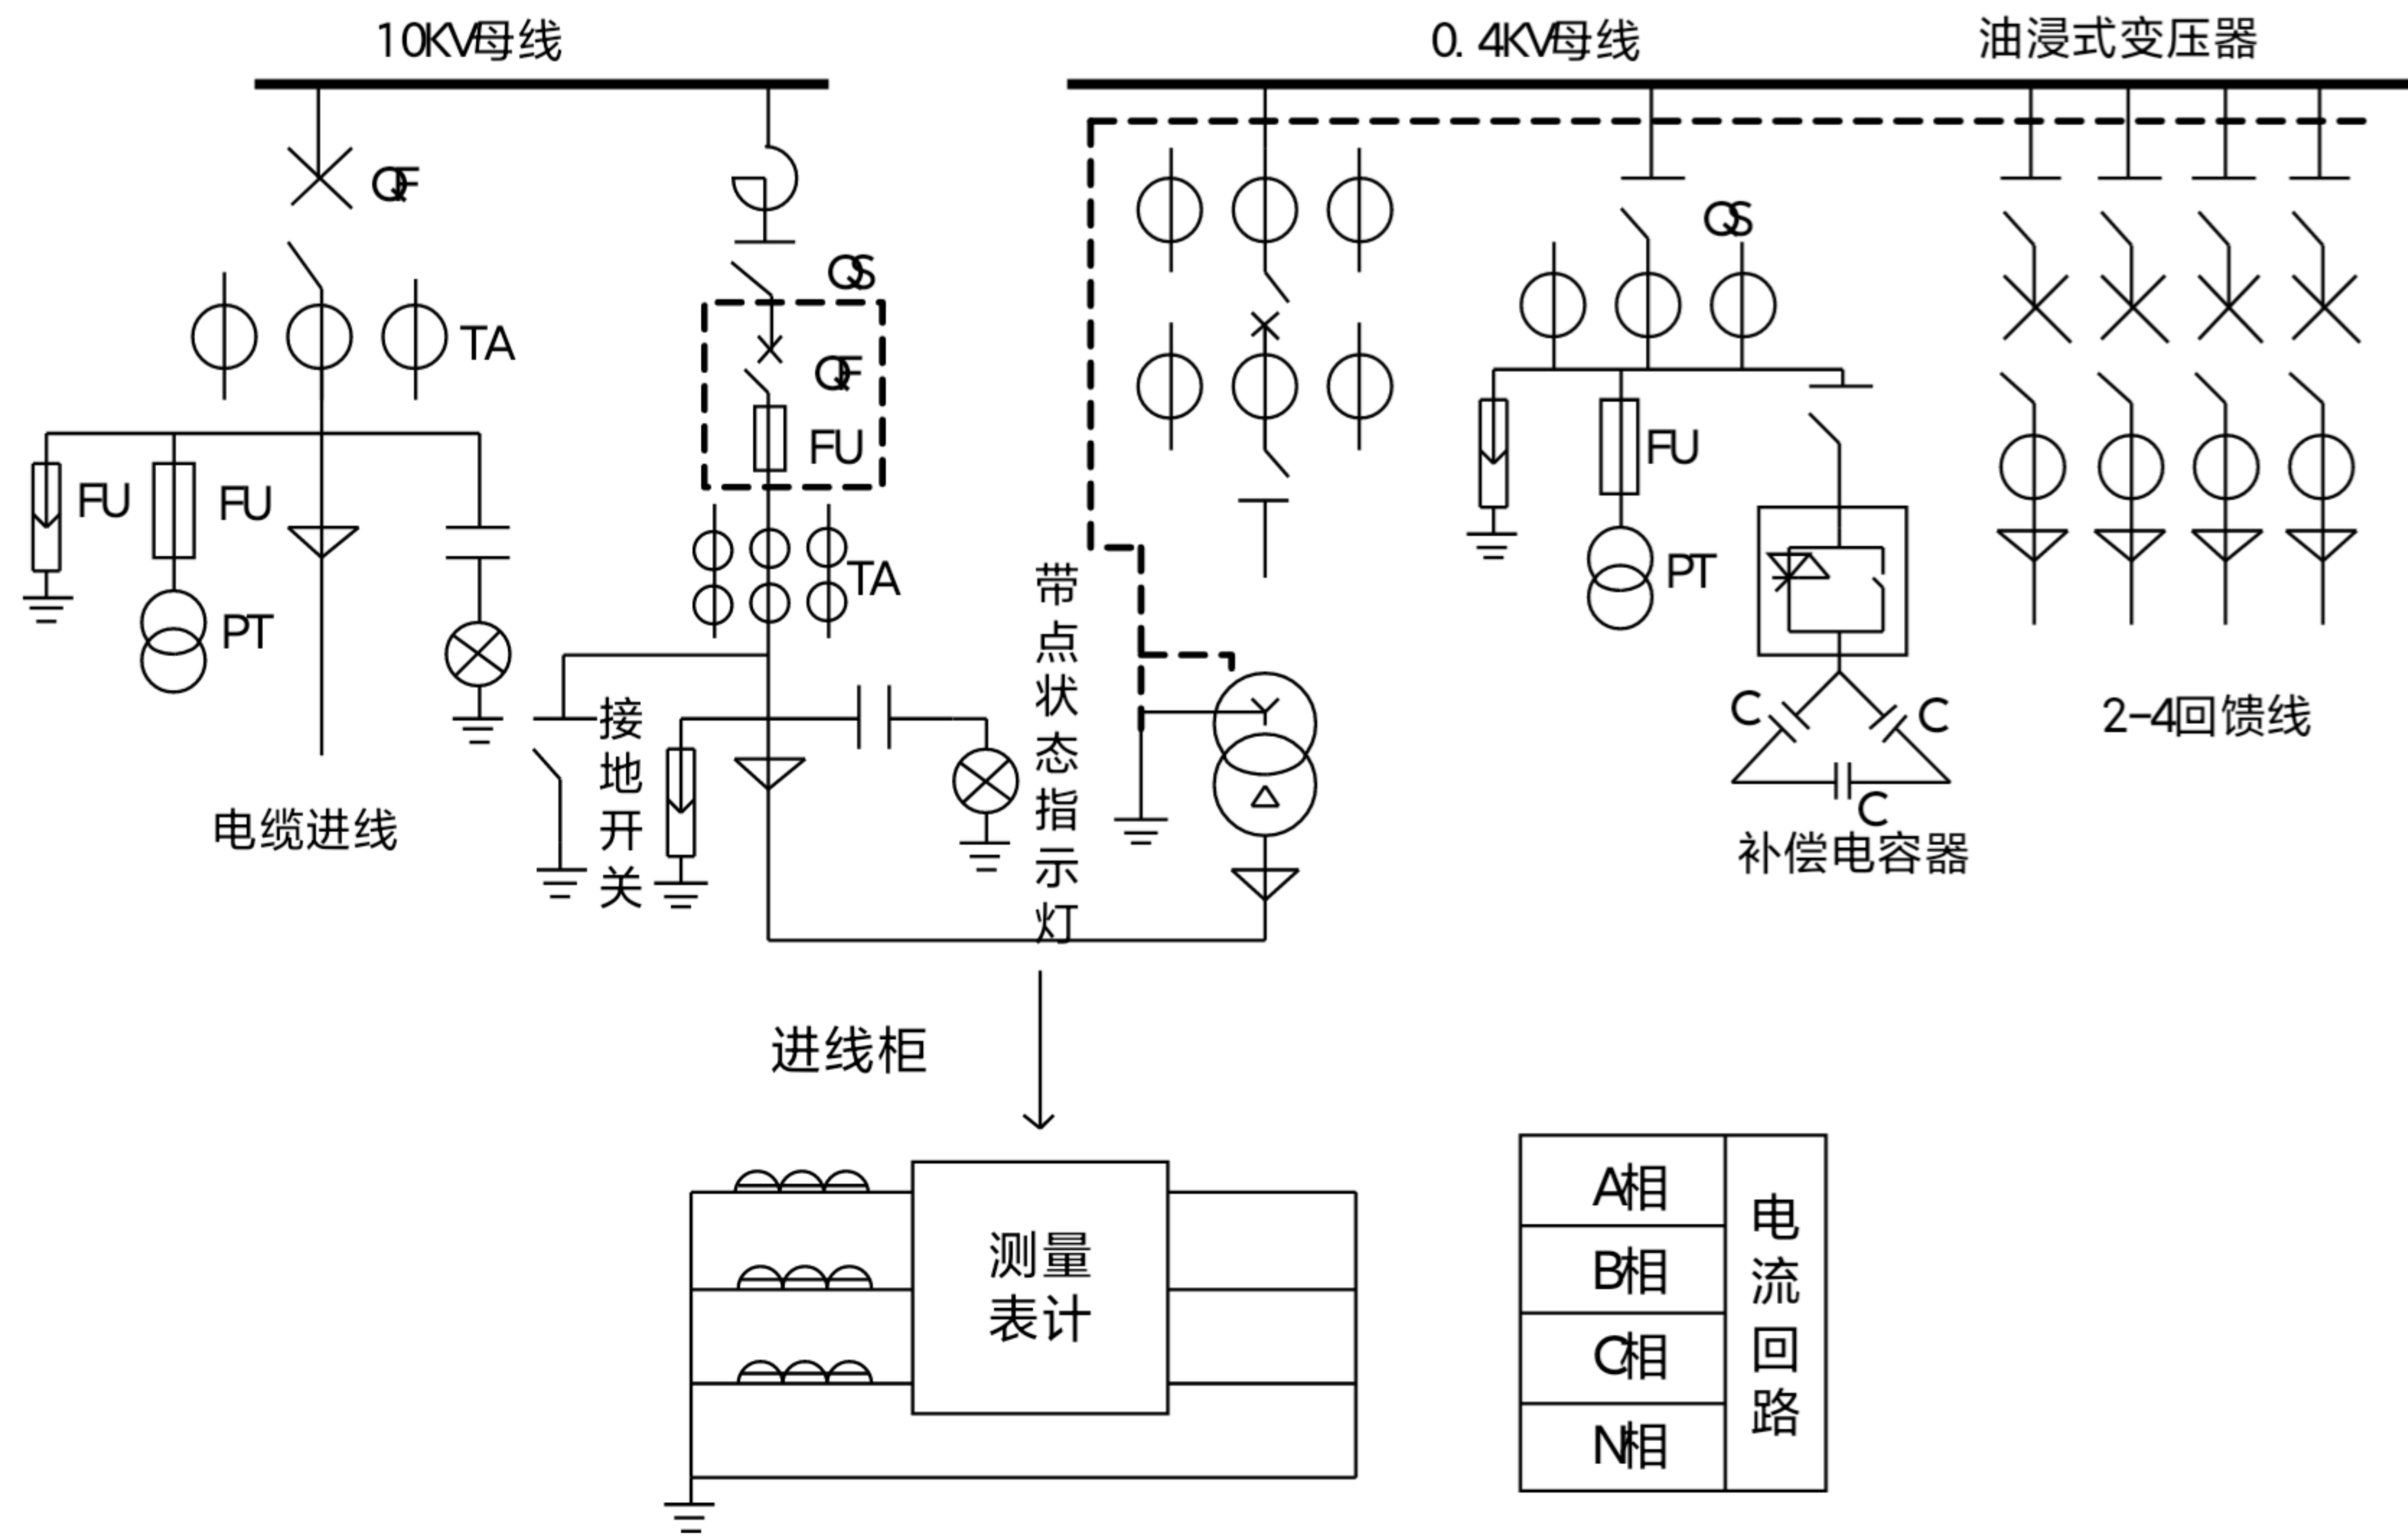 10KV母线
0.4KV母线
油浸式变压器
QF
TA
FU
FU
PT
电缆进线
QS
QF
FU
TA
接地开关
带点状态指示灯
QS
FU
PT
C
C
C
补偿电容器
2-4回馈线
进线柜
测量
表计
A相
B相
C相
N相
电流回路